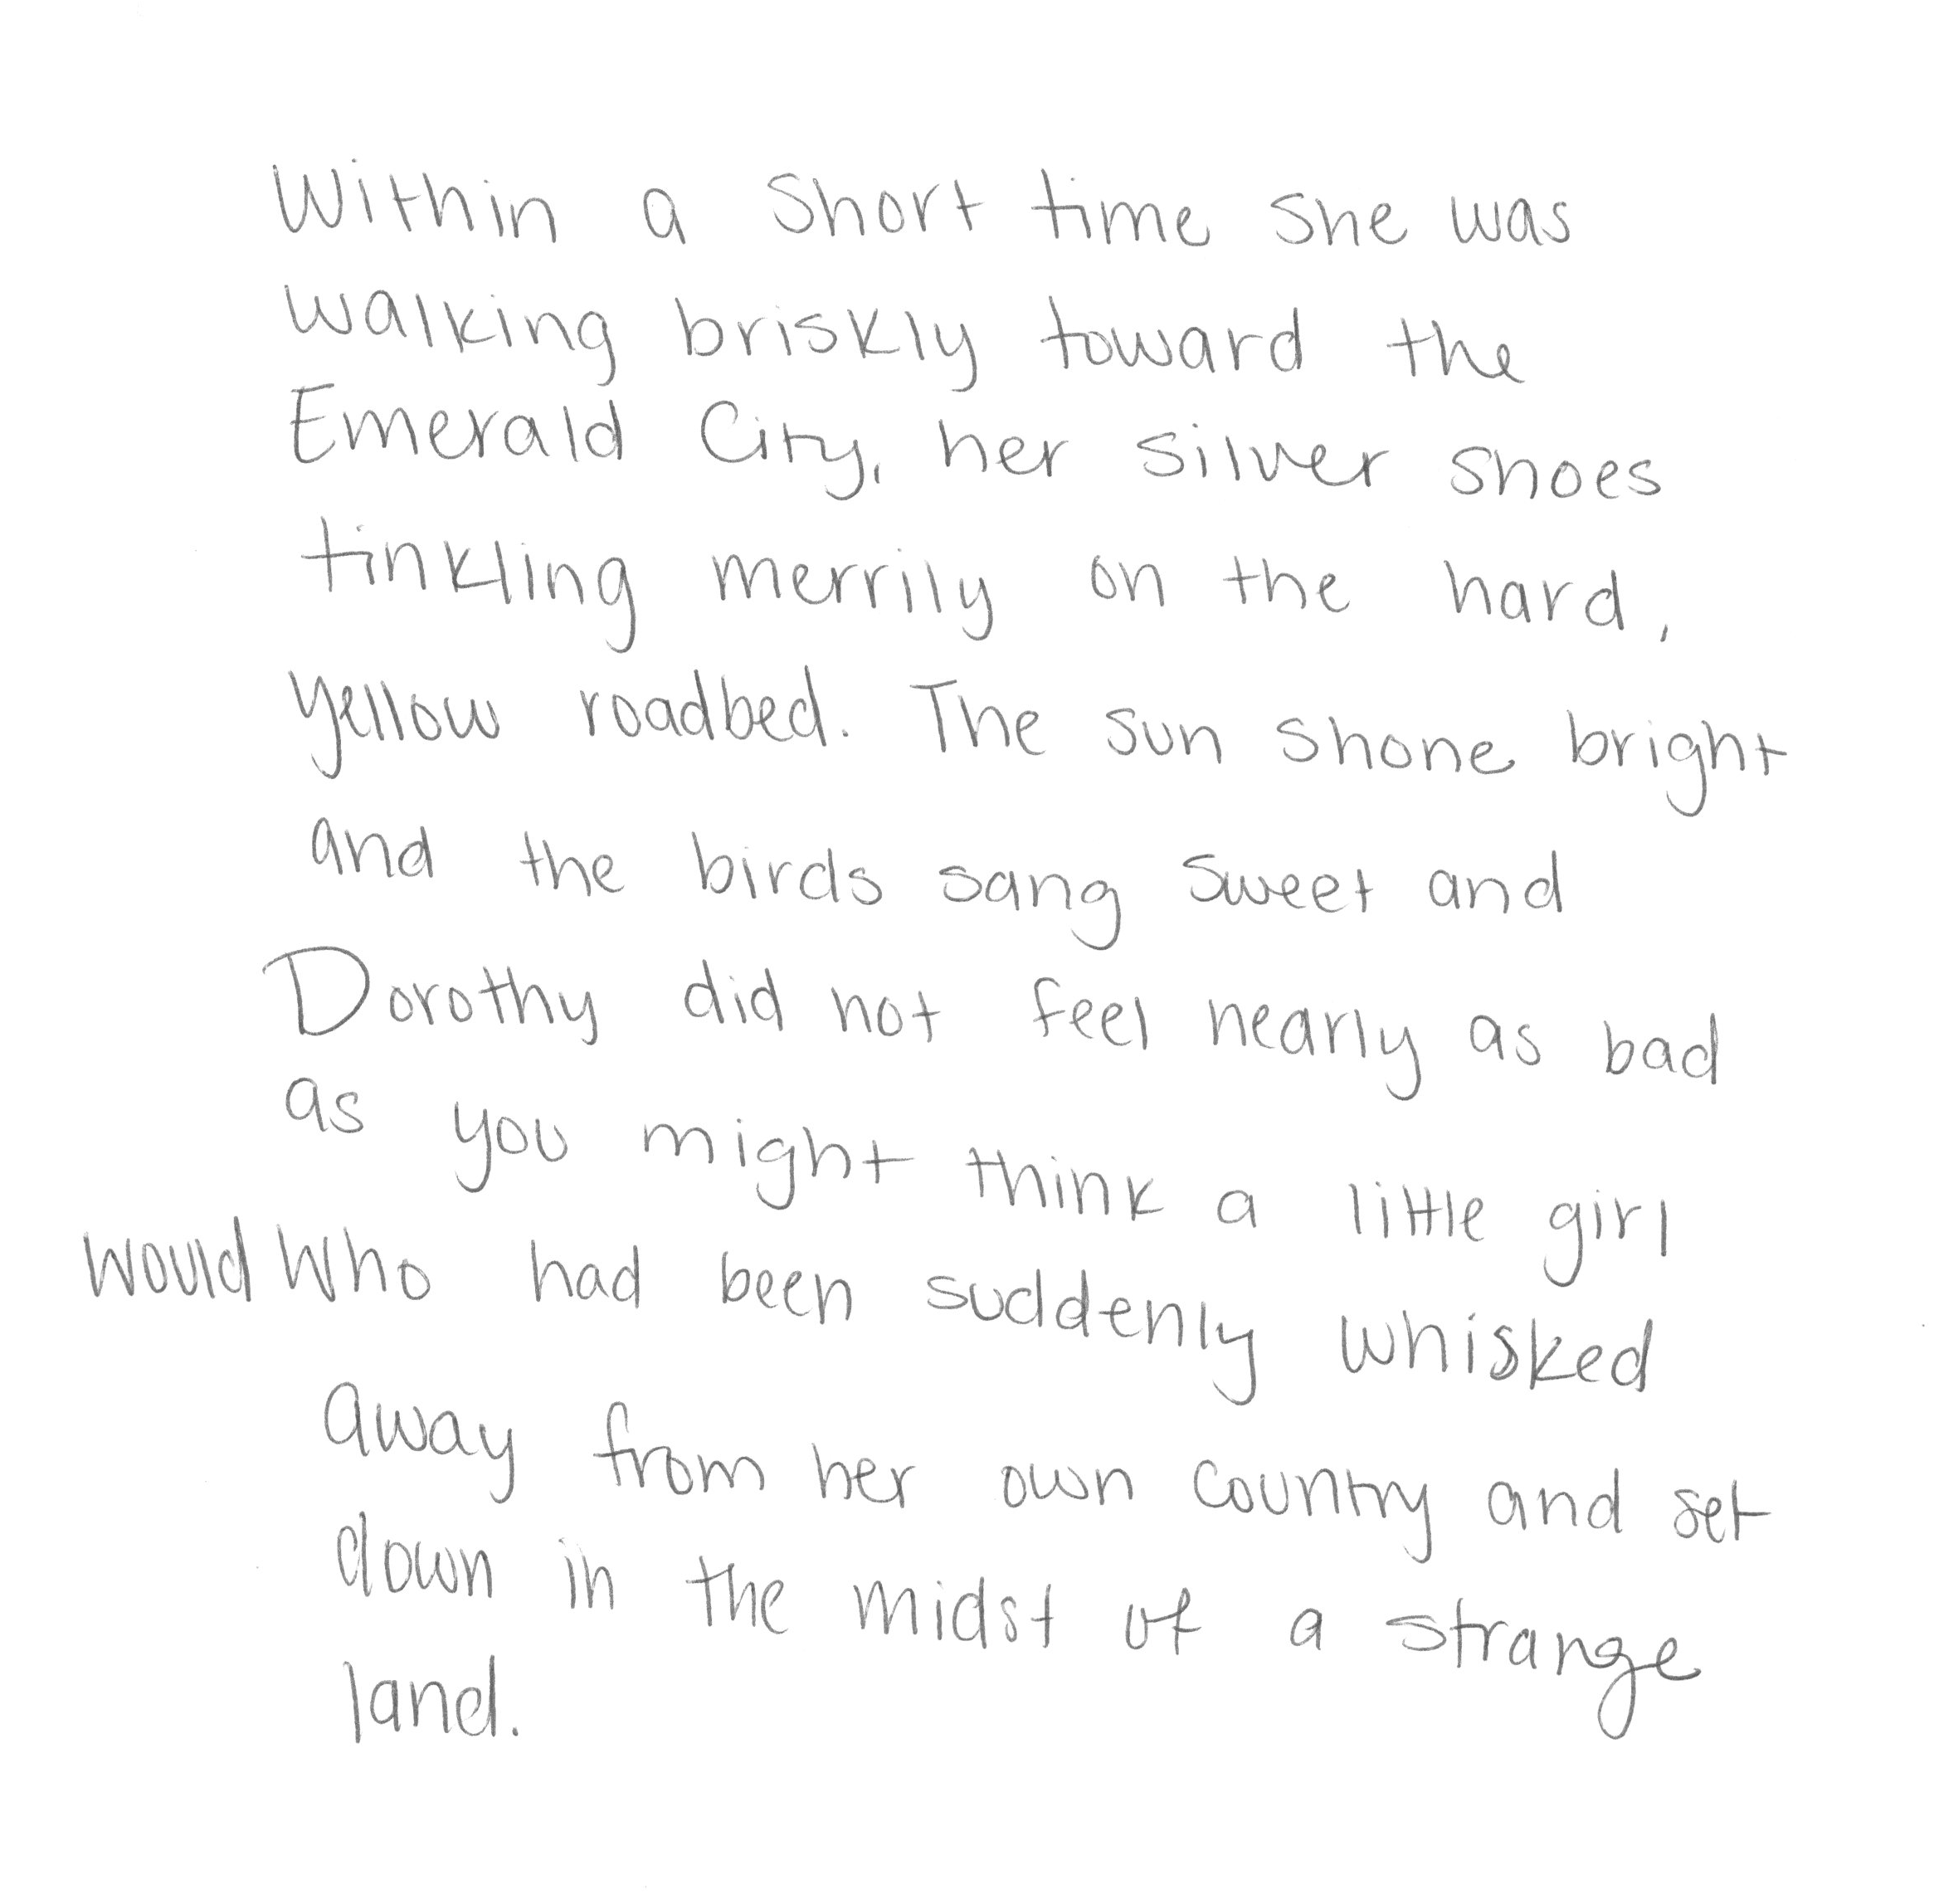 Within a short time she was
walking briskly toward the
Emerald City, her silver shoes
tinkling merrily on the hard,
yellow roadbed. The sun shone bright
and the birds sang sweet and
Dorothy did not feel nearly as bad
as you might think a little girl
would who had been suddenly whisked
away from her own country and set
down in the midst of a strange
land.